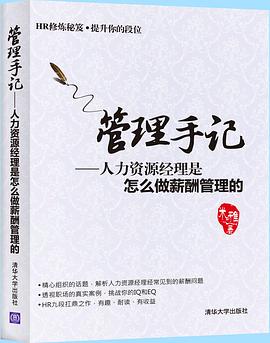 HR修炼秘笈·提升你的段位
管理手记
——人力资源经理是
怎么做薪酬管理的
·精心组织的话题,解析人力资源经理经常见到的薪酬问题
·透视职场的真实案例,挑战你的IQ和EQ
·HR九段扛鼎之作,有趣、耐读、有收益
清华大学出版社
管理手记——人力资源经理是怎么做薪酬管理的
清华大学出版社